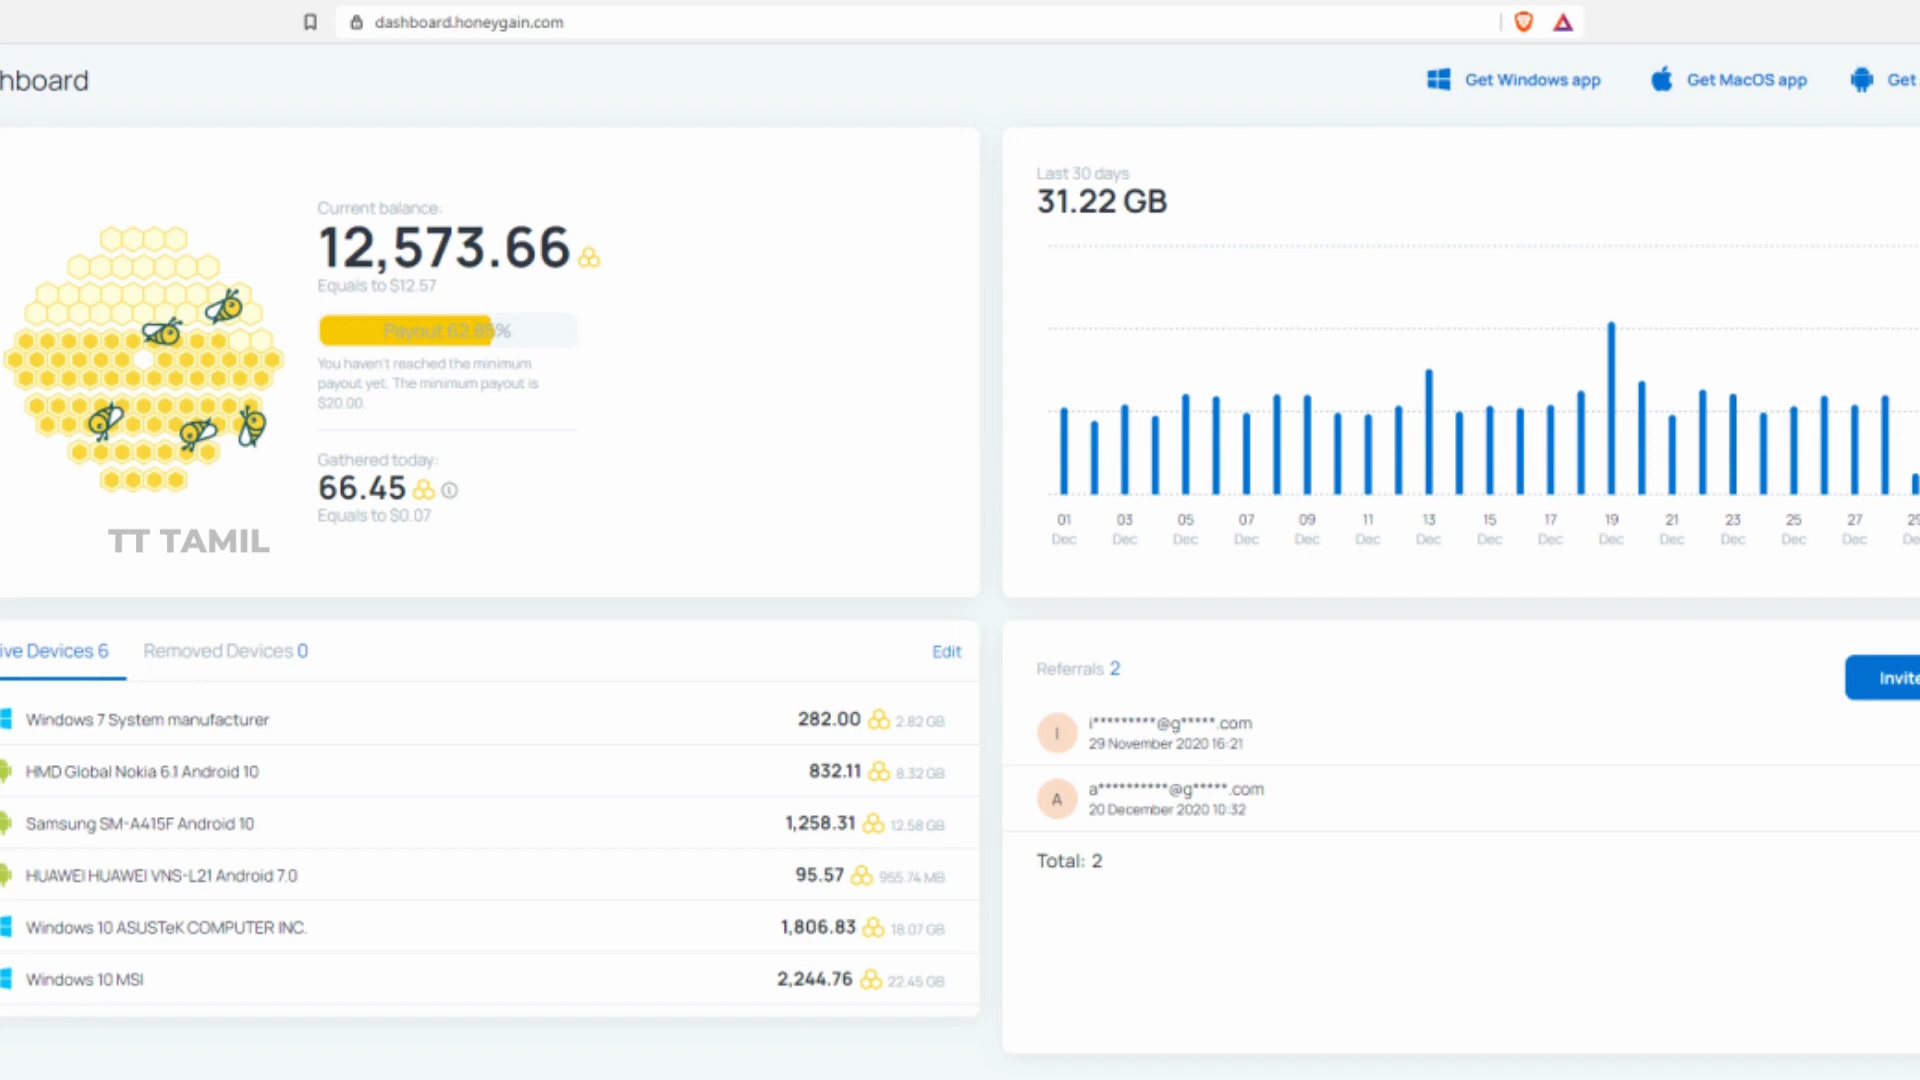 dashboard.honeygain.com
hboard
Get Windows app
Get MacOS app
Get
Current balance:
12,573.66
Equals to $12.57
Payout 62.85%
You haven't reached the minimum
payout yet. The minimum payout is
$20.00.
Gathered today:
66.45
Equals to $0.07
TT TAMIL
Last 30 days
31.22 GB
01 03 05 07 09 11 13 15 17 19 21 23 25 27 29
Dec Dec Dec Dec Dec Dec Dec Dec Dec Dec Dec Dec Dec Dec De
ive Devices 6
Removed Devices 0
Edit
Windows 7 System manufacturer 282.00 2.82 GB
HMD Global Nokia 6.1 Android 10 832.11 8.32 GB
Samsung SM-A415F Android 10 1,258.31 12.58 GB
HUAWEI HUAWEI VNS-L21 Android 7.0 95.57 955.74 MB
Windows 10 ASUSTeK COMPUTER INC. 1,806.83 18.07 GB
Windows 10 MSI 2,244.76 22.45 GB
Referrals 2
Invite
I
i*********@g*****.com
29 November 2020 16:21
A
a**********@g*****.com
20 December 2020 10:32
Total: 2